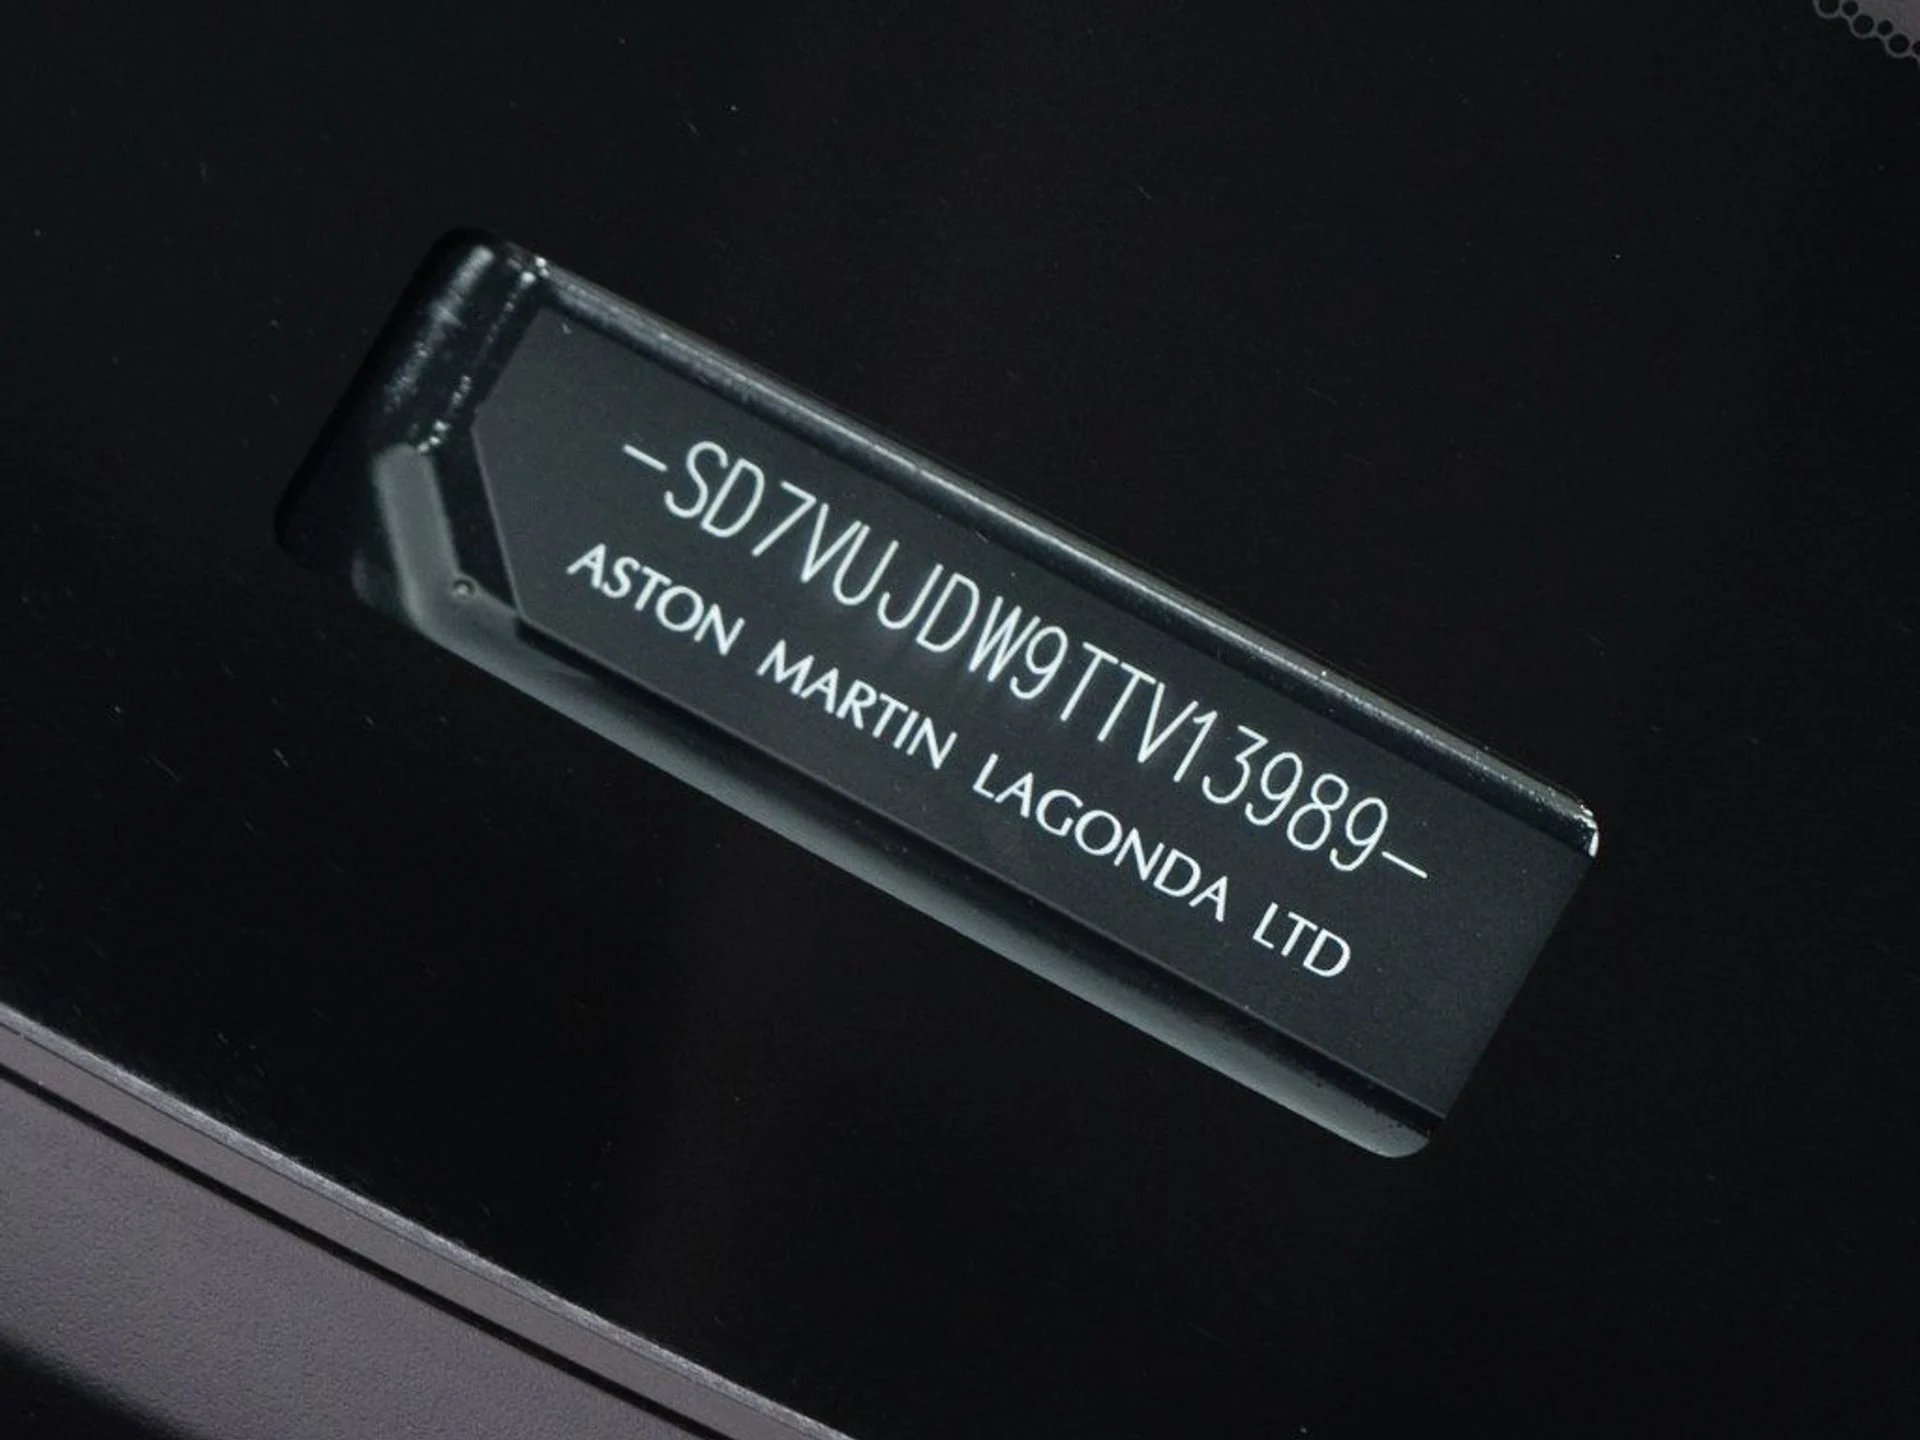 -SD7VUJDW9TTV13989-
ASTON MARTIN LAGONDA LTD